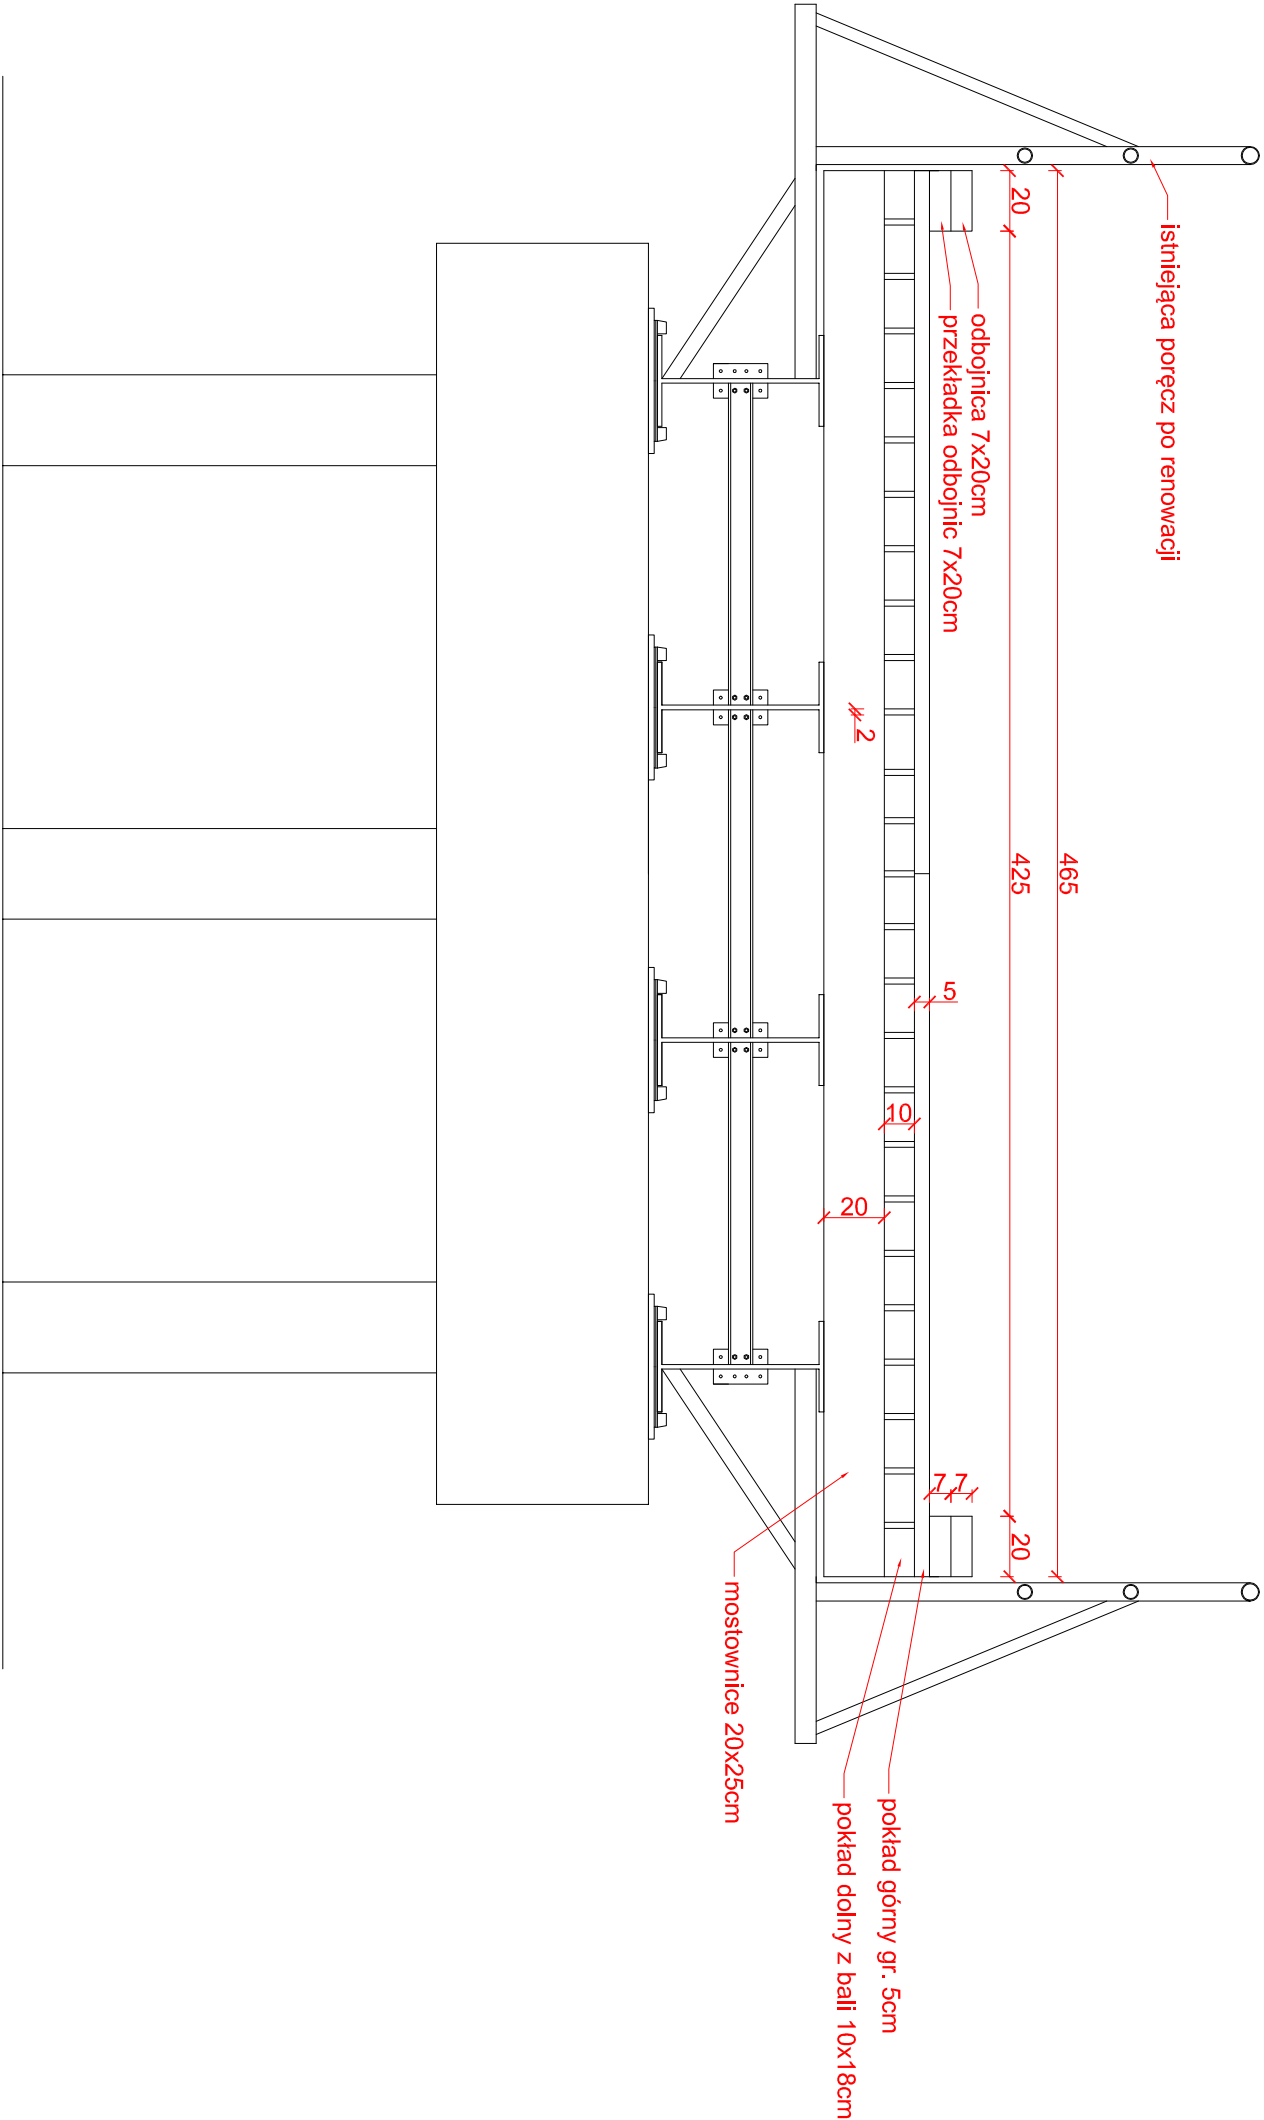 istniejąca poręcz po renowacji
465
20
425
20
odbojnica 7x20cm
przekładka odbojnic 7x20cm
7
7
5
10
20
2
pokład górny gr. 5cm
pokład dolny z bali 10x18cm
mostownice 20x25cm